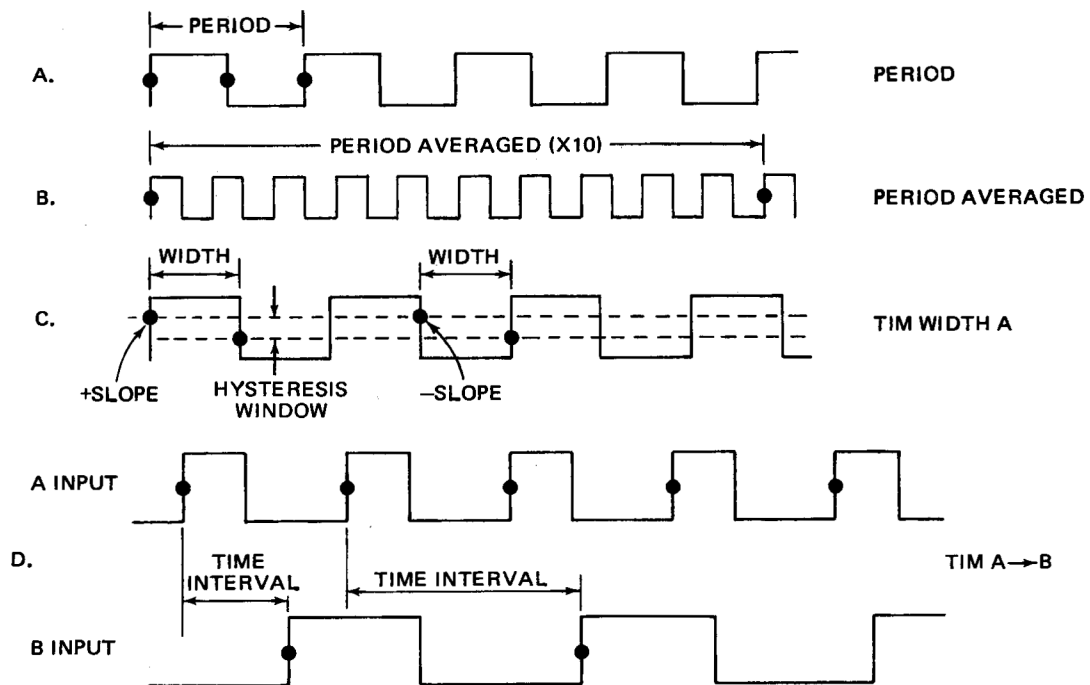 PERIOD
A.
PERIOD
PERIOD AVERAGED (X10)
B.
PERIOD AVERAGED
WIDTH
WIDTH
C.
TIM WIDTH A
+SLOPE
HYSTERESIS
WINDOW
–SLOPE
A INPUT
D.
TIME
INTERVAL
TIME INTERVAL
TIM A→B
B INPUT